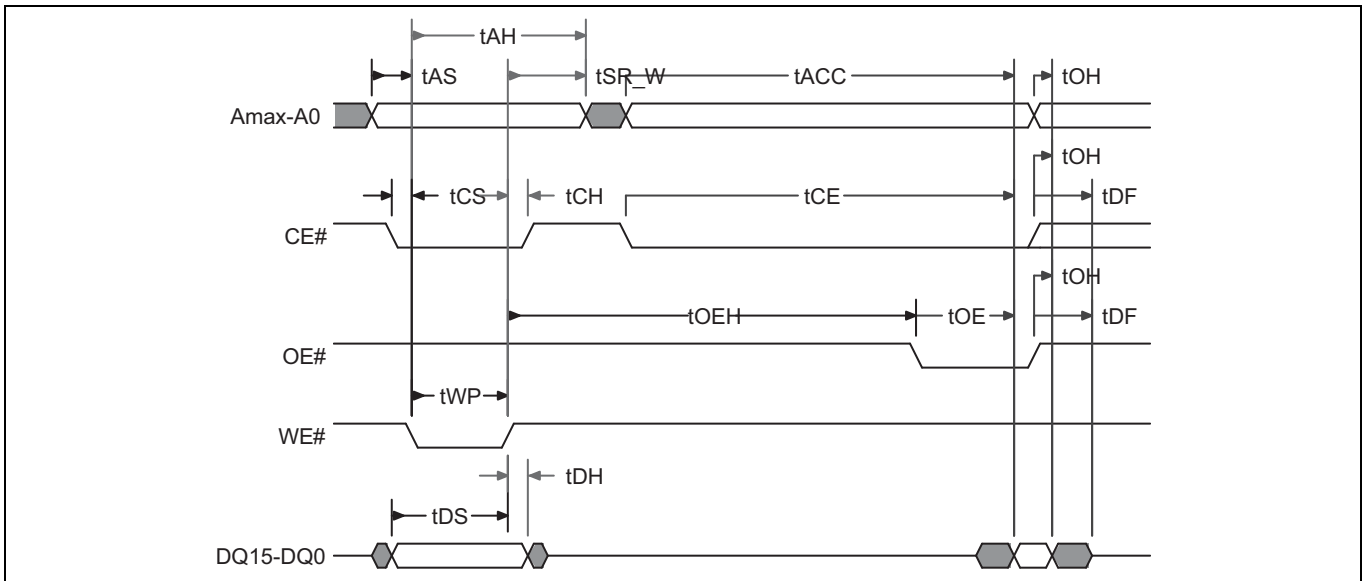 tAH
tAS
tSR_W
tACC
tOH
Amax-A0
tOH
tCS
tCH
tCE
tDF
CE#
tOH
tOEH
tOE
tDF
OE#
tWP
WE#
tDH
tDS
DQ15-DQ0